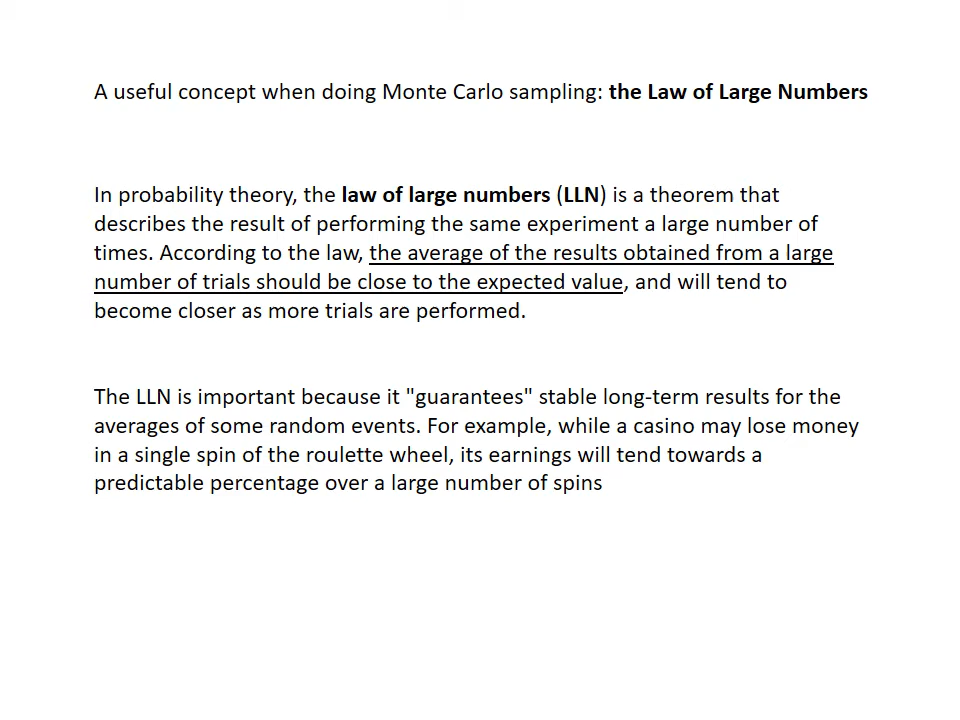 A useful concept when doing Monte Carlo sampling: the Law of Large Numbers
In probability theory, the law of large numbers (LLN) is a theorem that
describes the result of performing the same experiment a large number of
times. According to the law, the average of the results obtained from a large
number of trials should be close to the expected value, and will tend to
become closer as more trials are performed.
The LLN is important because it "guarantees" stable long-term results for the
averages of some random events. For example, while a casino may lose money
in a single spin of the roulette wheel, its earnings will tend towards a
predictable percentage over a large number of spins